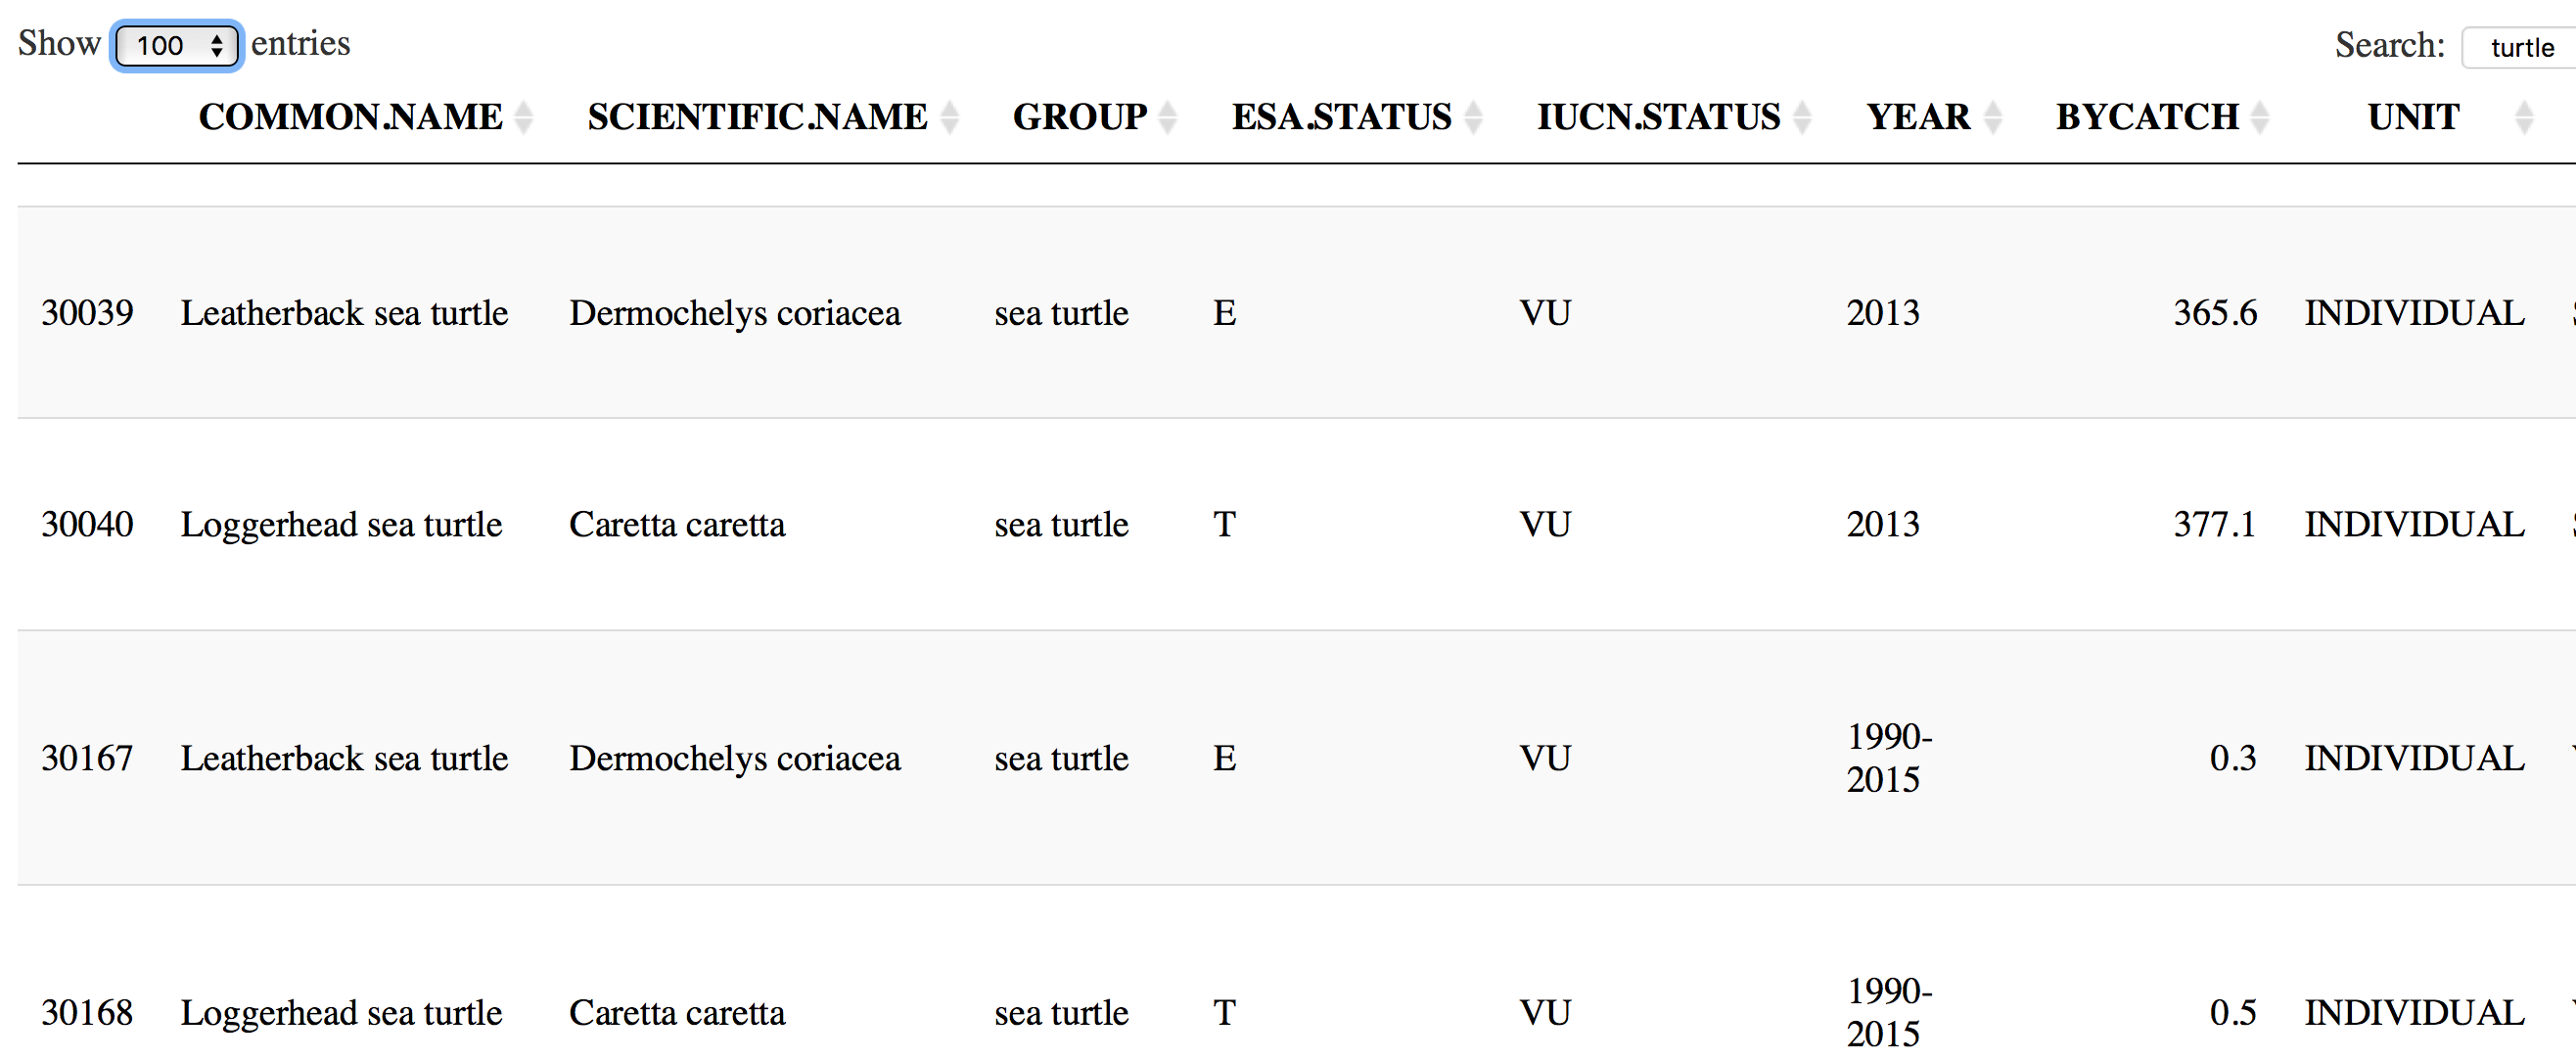 Show 100 entries Search: turtle
COMMON.NAME SCIENTIFIC.NAME GROUP ESA.STATUS IUCN.STATUS YEAR BYCATCH UNIT
30039 Leatherback sea turtle Dermochelys coriacea sea turtle E VU 2013 365.6 INDIVIDUAL
30040 Loggerhead sea turtle Caretta caretta sea turtle T VU 2013 377.1 INDIVIDUAL
30167 Leatherback sea turtle Dermochelys coriacea sea turtle E VU 1990-
2015 0.3 INDIVIDUAL
30168 Loggerhead sea turtle Caretta caretta sea turtle T VU 1990-
2015 0.5 INDIVIDUAL